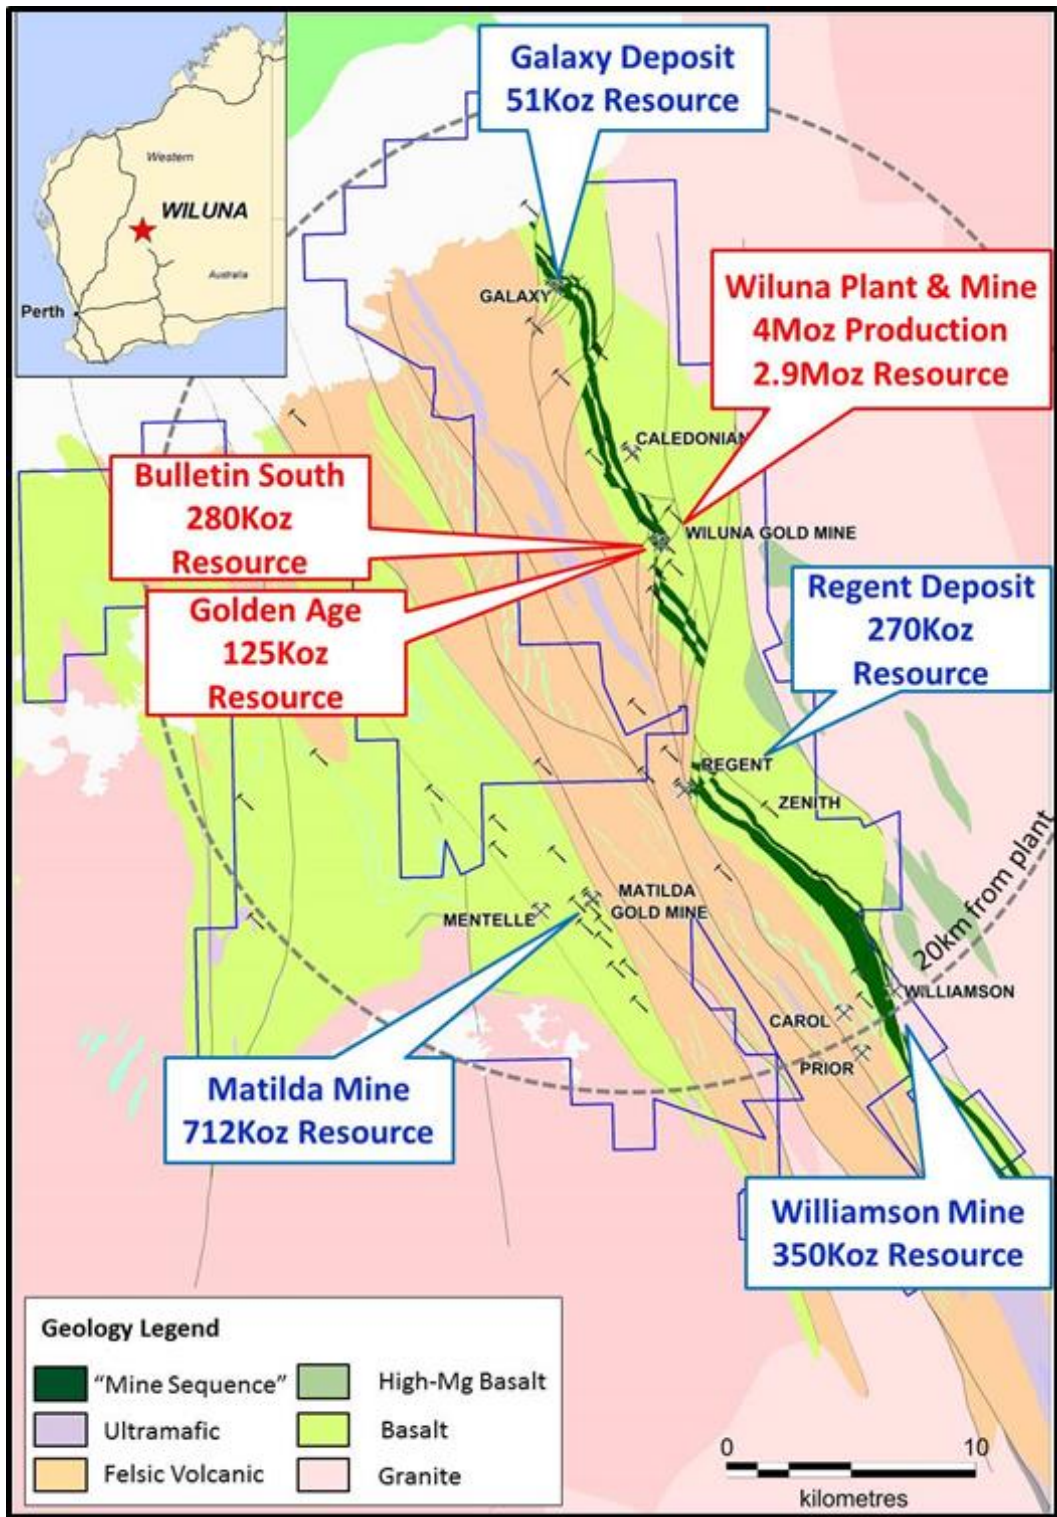 Galaxy Deposit
51Koz Resource
Western
WILUNA
Australia
Perth
GALAXY
Wiluna Plant & Mine
4Moz Production
2.9Moz Resource
CALEDONIAN
Bulletin South
280Koz
Resource
WILUNA GOLD MINE
Golden Age
125Koz
Resource
Regent Deposit
270Koz
Resource
REGENT
ZENITH
MATILDA
GOLD MINE
MENTELLE
20km from plant
WILLIAMSON
CAROL
PRIOR
Matilda Mine
712Koz Resource
Williamson Mine
350Koz Resource
Geology Legend
“Mine Sequence”
High-Mg Basalt
Ultramafic
Basalt
Felsic Volcanic
Granite
0 10
kilometres